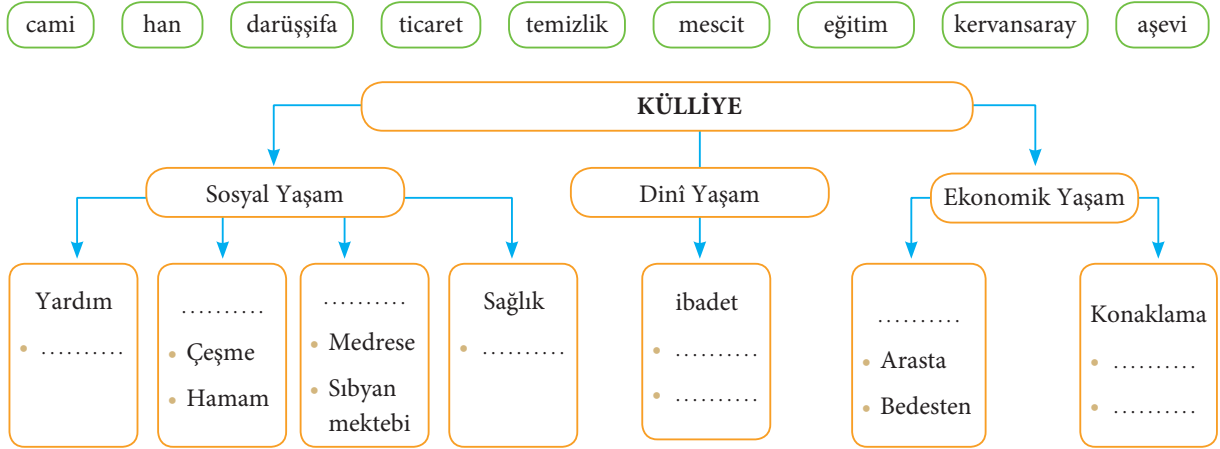 cami han darüşşifa ticaret temizlik mescit eğitim kervansaray aşevi
KÜLLİYE
Sosyal Yaşam
Dinî Yaşam
Ekonomik Yaşam
Yardım
• ..........
..........
• Çeşme
• Hamam
..........
• Medrese
• Sıbyan
mektebi
Sağlık
• ..........
ibadet
• ..........
• ..........
..........
• Arasta
• Bedesten
Konaklama
• ..........
• ..........